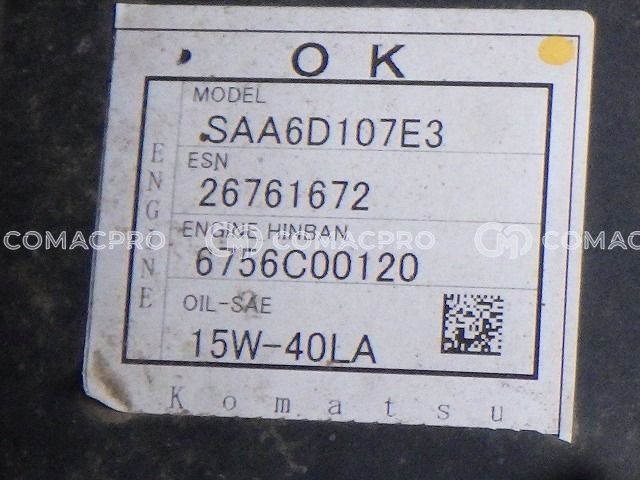 OK
ENGINE
MODEL
SAA6D107E3
ESN
26761672
ENGINE HINBAN
6756C00120
OIL-SAE
15W-40LA
Komatsu
COMACPRO COMACPRO COMACPRO